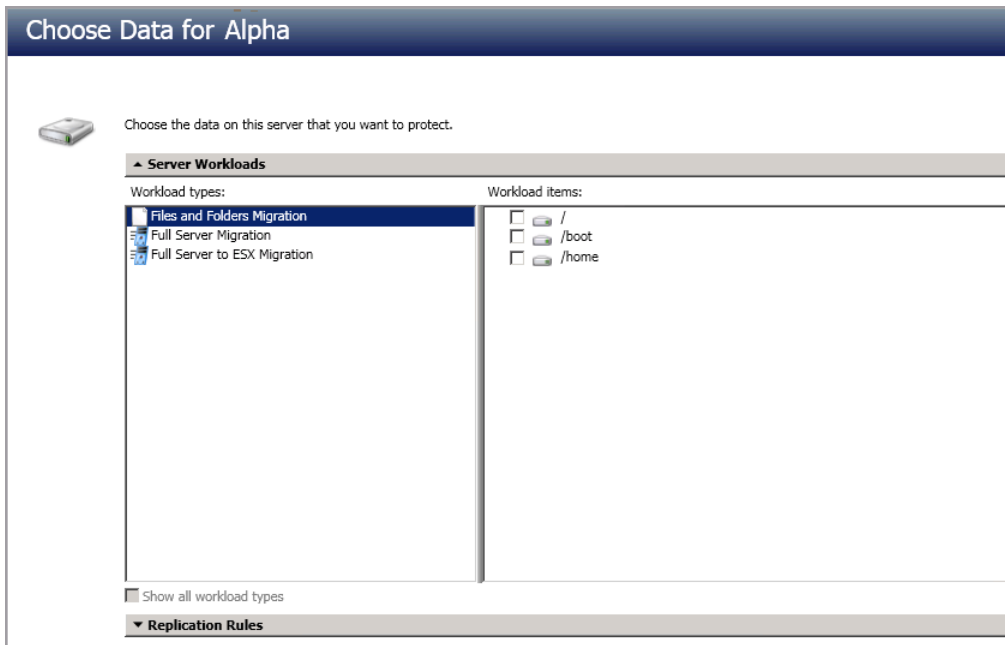 Choose Data for Alpha
Choose the data on this server that you want to protect.
Server Workloads
Workload types:
Workload items:
Files and Folders Migration
Full Server Migration
Full Server to ESX Migration
/
/boot
/home
Show all workload types
Replication Rules